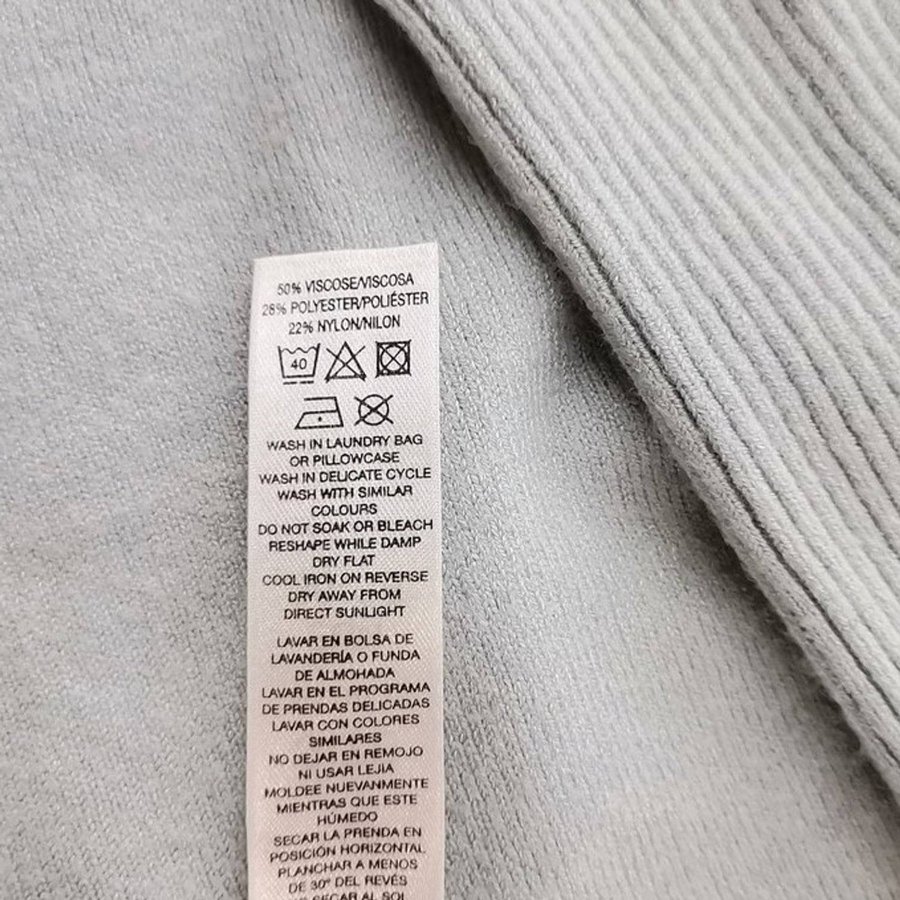 50% VISCOSE/VISCOSA
28% POLYESTER/POLIÉSTER
22% NYLON/NILON
40
WASH IN LAUNDRY BAG
OR PILLOWCASE
WASH IN DELICATE CYCLE
WASH WITH SIMILAR
COLOURS
DO NOT SOAK OR BLEACH
RESHAPE WHILE DAMP
DRY FLAT
COOL IRON ON REVERSE
DRY AWAY FROM
DIRECT SUNLIGHT
LAVAR EN BOLSA DE
LAVANDERÍA O FUNDA
DE ALMOHADA
LAVAR EN EL PROGRAMA
DE PRENDAS DELICADAS
LAVAR CON COLORES
SIMILARES
NO DEJAR EN REMOJO
NI USAR LEJIA
MOLDEE NUEVAMENTE
MIENTRAS QUE ESTE
HÚMEDO
SECAR LA PRENDA EN
POSICIÓN HORIZONTAL
PLANCHAR A MENOS
DE 30° DEL REVÉS
SECAR AL SOL